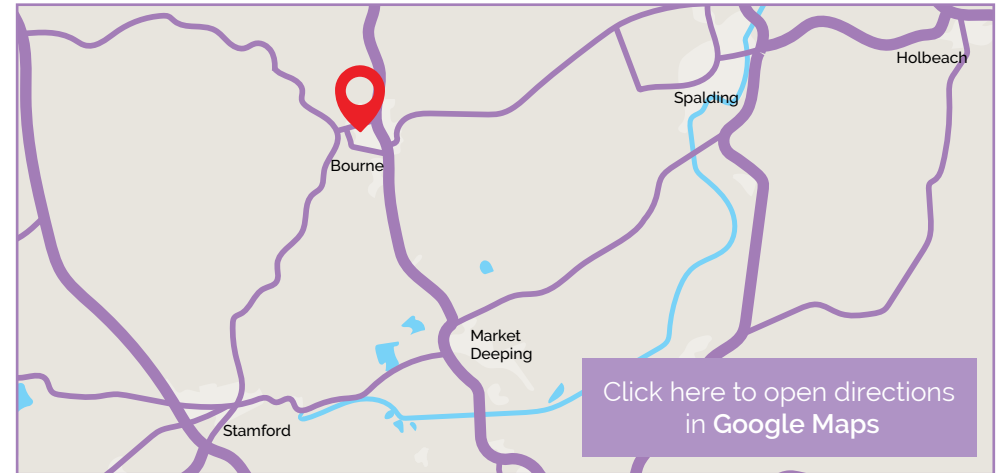 Holbeach
Spalding
Bourne
Market
Deeping
Stamford
Click here to open directions
in Google Maps